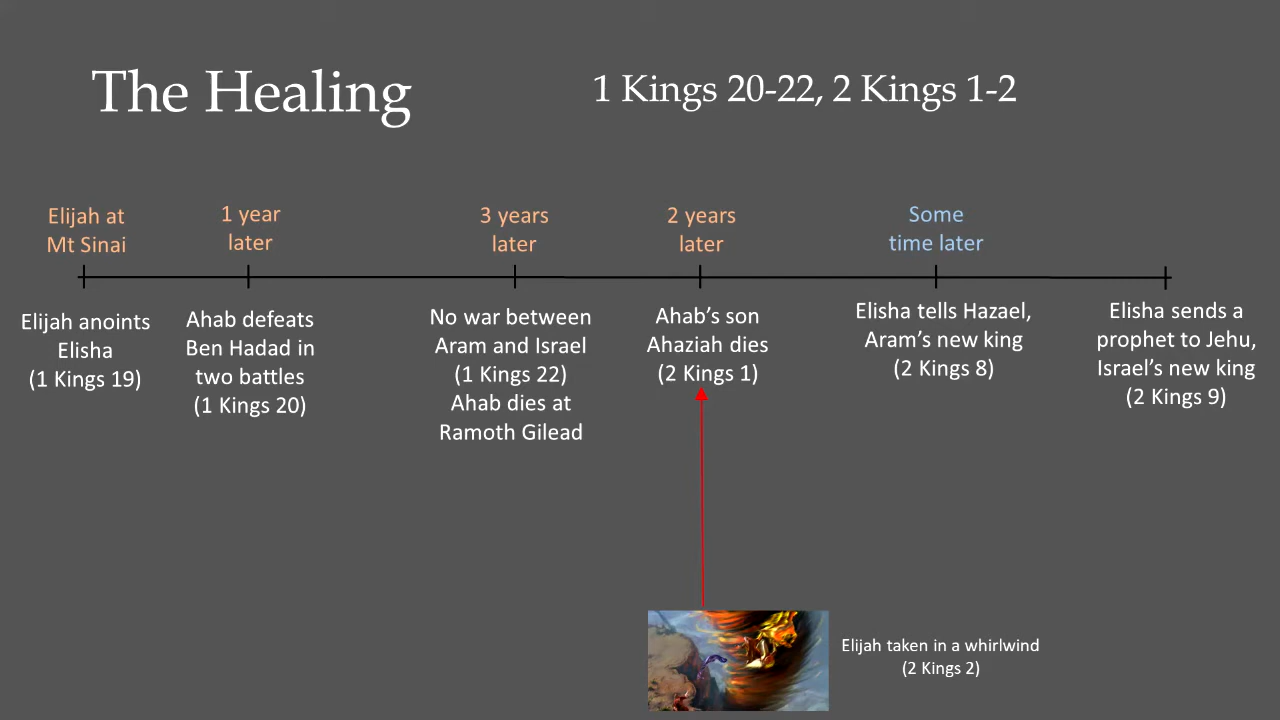 The Healing
1 Kings 20-22, 2 Kings 1-2
Elijah at
Mt Sinai
1 year
later
3 years
later
2 years
later
Some
time later
Elijah anoints
Elisha
(1 Kings 19)
Ahab defeats
Ben Hadad in
two battles
(1 Kings 20)
No war between
Aram and Israel
(1 Kings 22)
Ahab dies at
Ramoth Gilead
Ahab’s son
Ahaziah dies
(2 Kings 1)
Elisha tells Hazael,
Aram’s new king
(2 Kings 8)
Elisha sends a
prophet to Jehu,
Israel’s new king
(2 Kings 9)
Elijah taken in a whirlwind
(2 Kings 2)